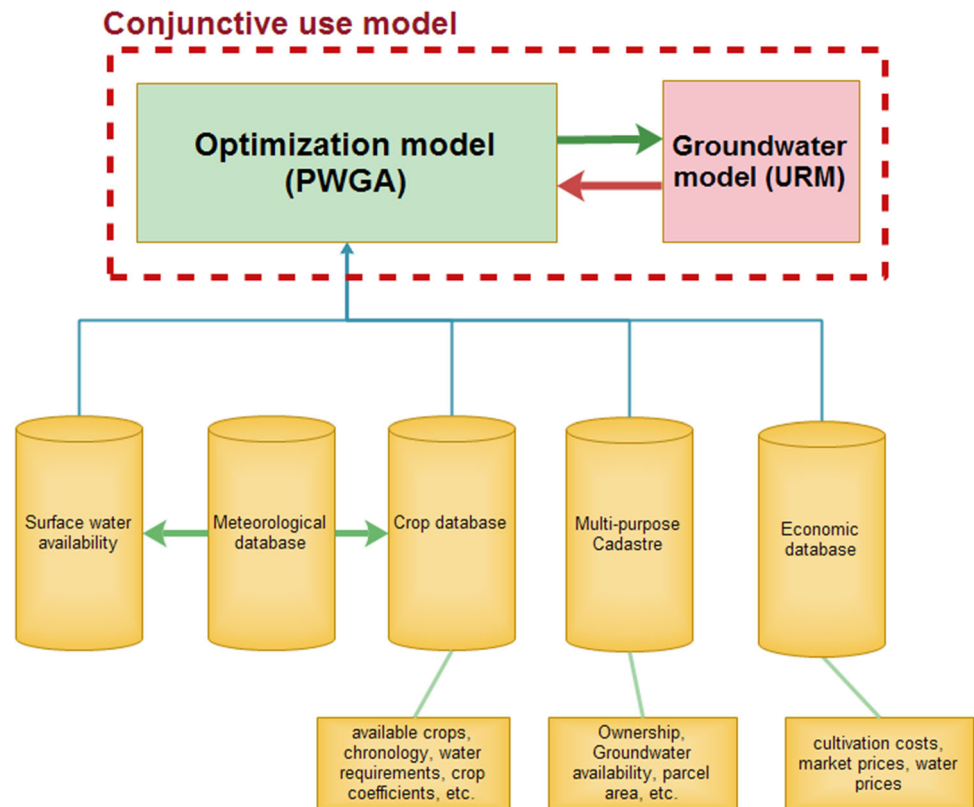 Conjunctive use model
Optimization model
(PWGA)
Groundwater
model (URM)
Surface water
availability
Meteorological
database
Crop database
Multi-purpose
Cadastre
Economic
database
available crops,
chronology, water
requirements, crop
coefficients, etc.
Ownership,
Groundwater
availability, parcel
area, etc.
cultivation costs,
market prices, water
prices